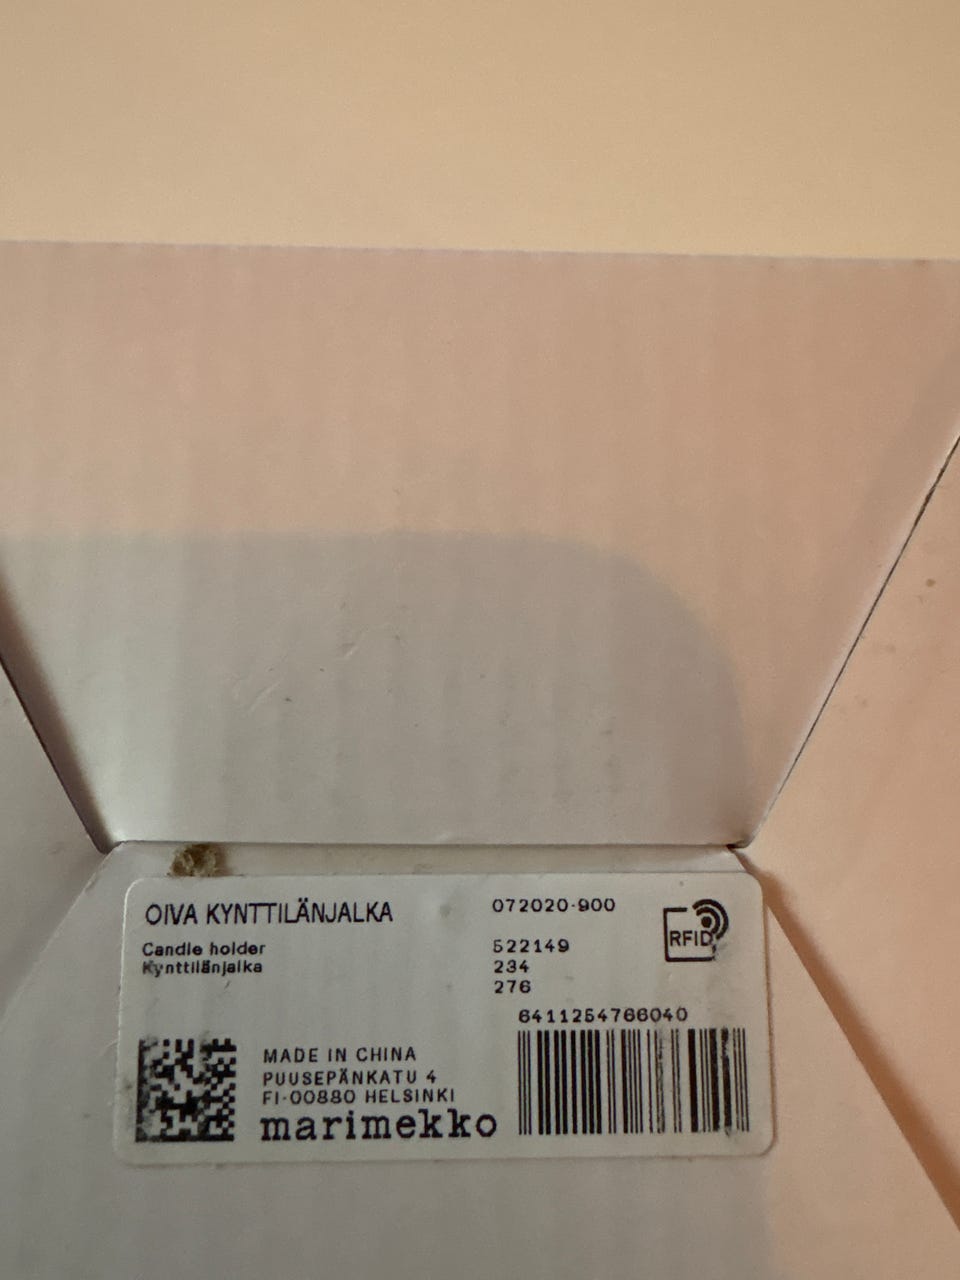 OIVA KYNTTILÄNJALKA
072020-900
RFID
Candle holder
Kynttilänjalka
522149
234
276
6411254766040
MADE IN CHINA
PUUSEPÄNKATU 4
FI-00880 HELSINKI
marimekko